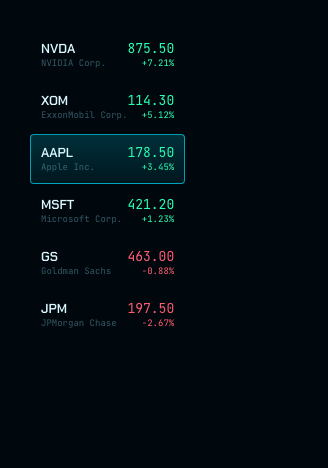 NVDA 875.50
NVIDIA Corp. +7.21%
XOM 114.30
ExxonMobil Corp. +5.12%
AAPL 178.50
Apple Inc. +3.45%
MSFT 421.20
Microsoft Corp. +1.23%
GS 463.00
Goldman Sachs -0.88%
JPM 197.50
JPMorgan Chase -2.67%